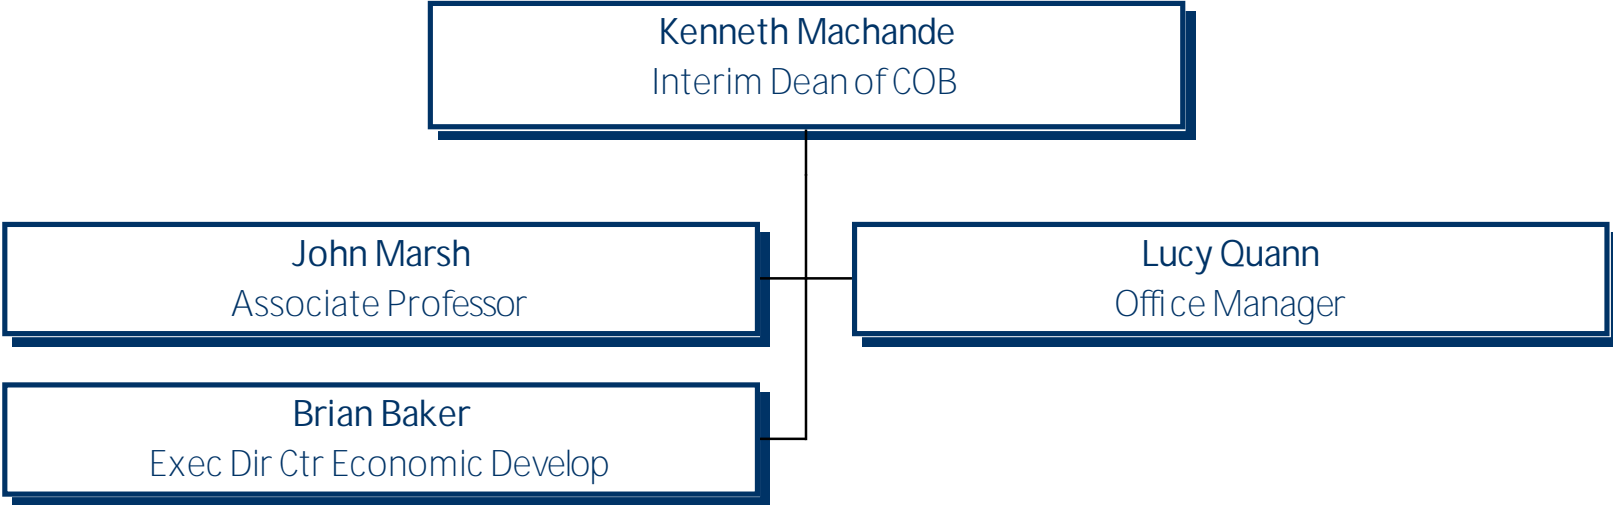 Kenneth Machande
Interim Dean of COB
John Marsh
Associate Professor
Lucy Quann
Office Manager
Brian Baker
Exec Dir Ctr Economic Develop